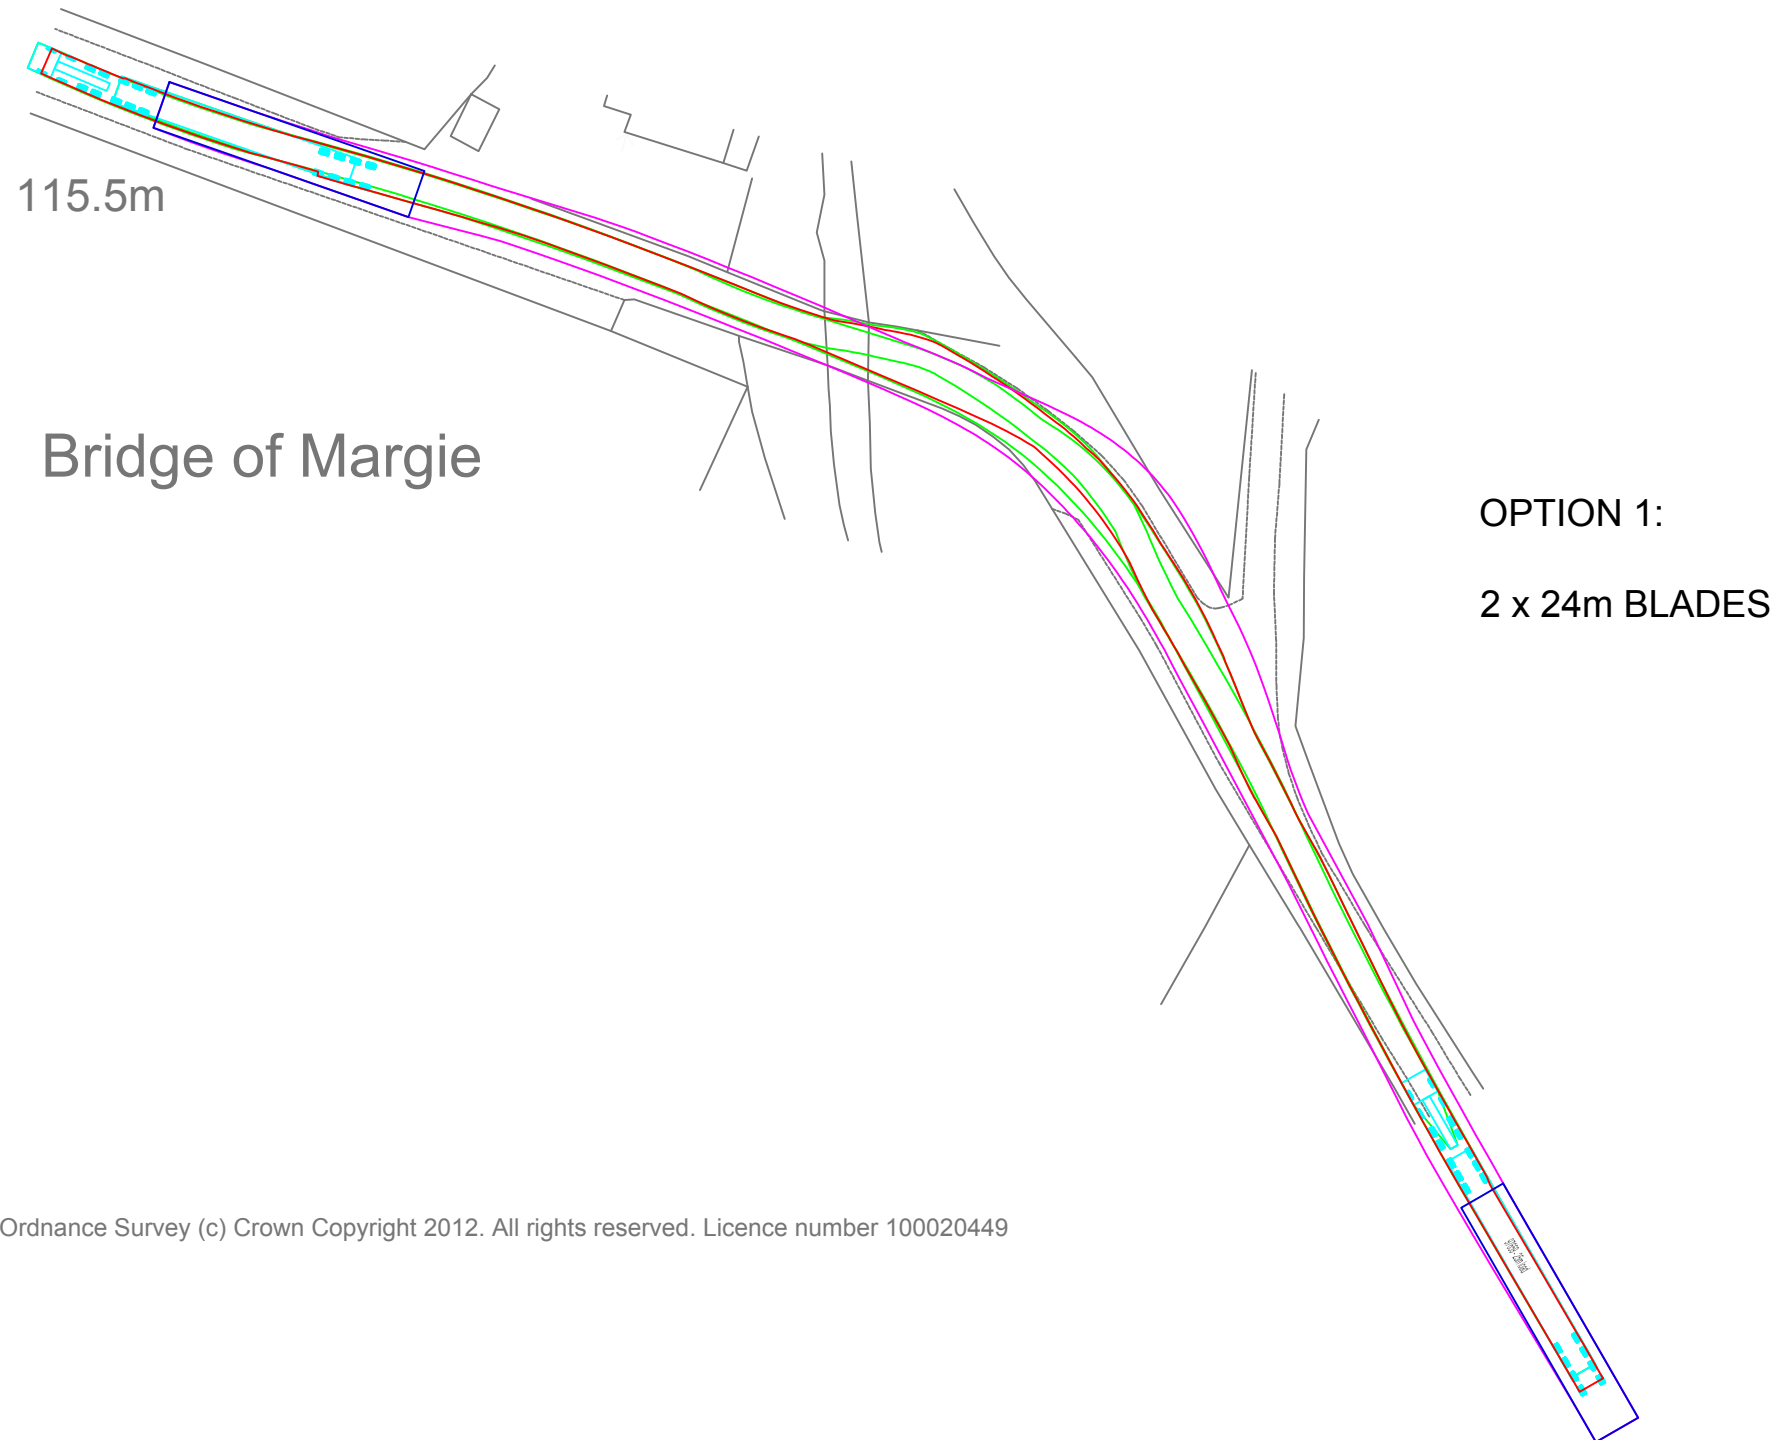 115.5m
Bridge of Margie
OPTION 1:
2 x 24m BLADES
Ordnance Survey (c) Crown Copyright 2012. All rights reserved. Licence number 100020449